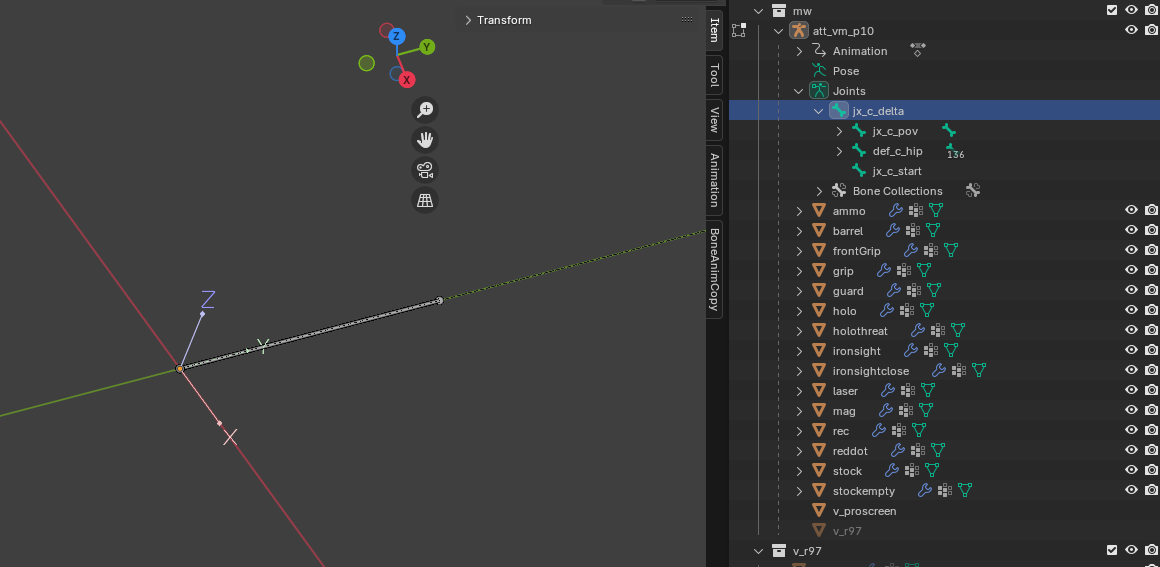 Transform
Z
Y
X
Z
Y
X
Item
Tool
View
Animation
BoneAnimCopy
mw
att_vm_p10
Animation
Pose
Joints
jx_c_delta
jx_c_pov
def_c_hip 136
jx_c_start
Bone Collections
ammo
barrel
frontGrip
grip
guard
holo
holothreat
ironsight
ironsightclose
laser
mag
rec
reddot
stock
stockempty
v_proscreen
v_r97
v_r97